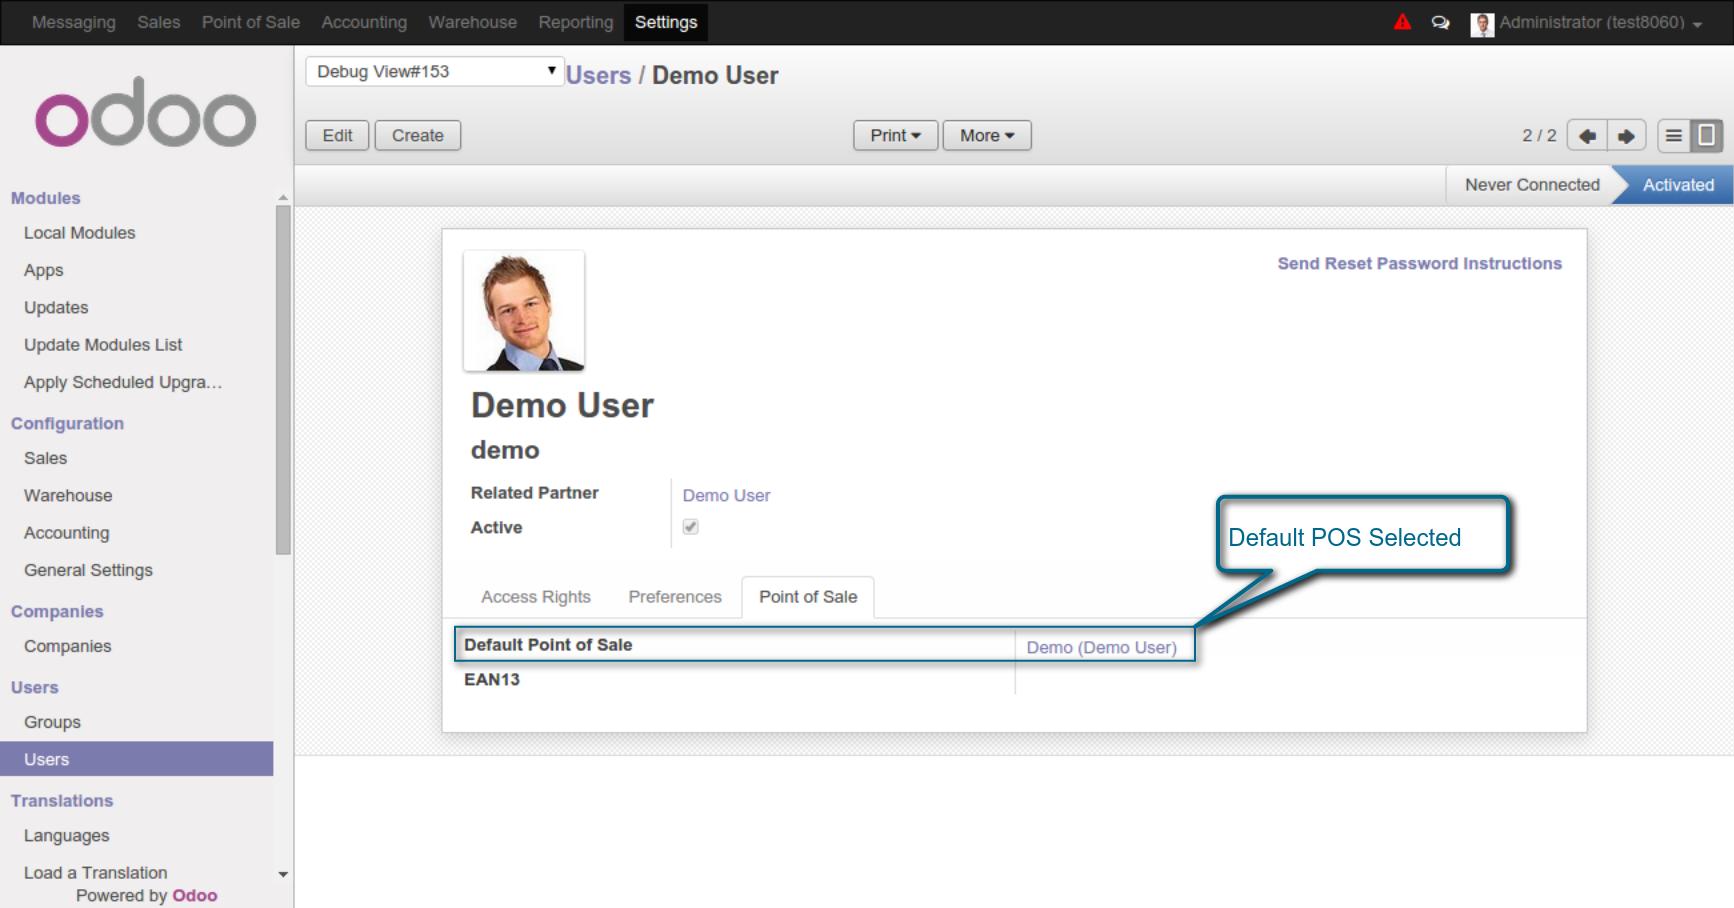 Messaging Sales Point of Sale Accounting Warehouse Reporting Settings Administrator (test8060)
odoo
Debug View#153 Users / Demo User
Edit Create Print More 2 / 2
Never Connected Activated
Modules
Local Modules
Apps
Updates
Update Modules List
Apply Scheduled Upgra...
Configuration
Sales
Warehouse
Accounting
General Settings
Companies
Companies
Users
Groups
Users
Translations
Languages
Load a Translation
Powered by Odoo
Send Reset Password Instructions
Demo User
demo
Related Partner Demo User
Active
Default POS Selected
Access Rights Preferences Point of Sale
Default Point of Sale Demo (Demo User)
EAN13